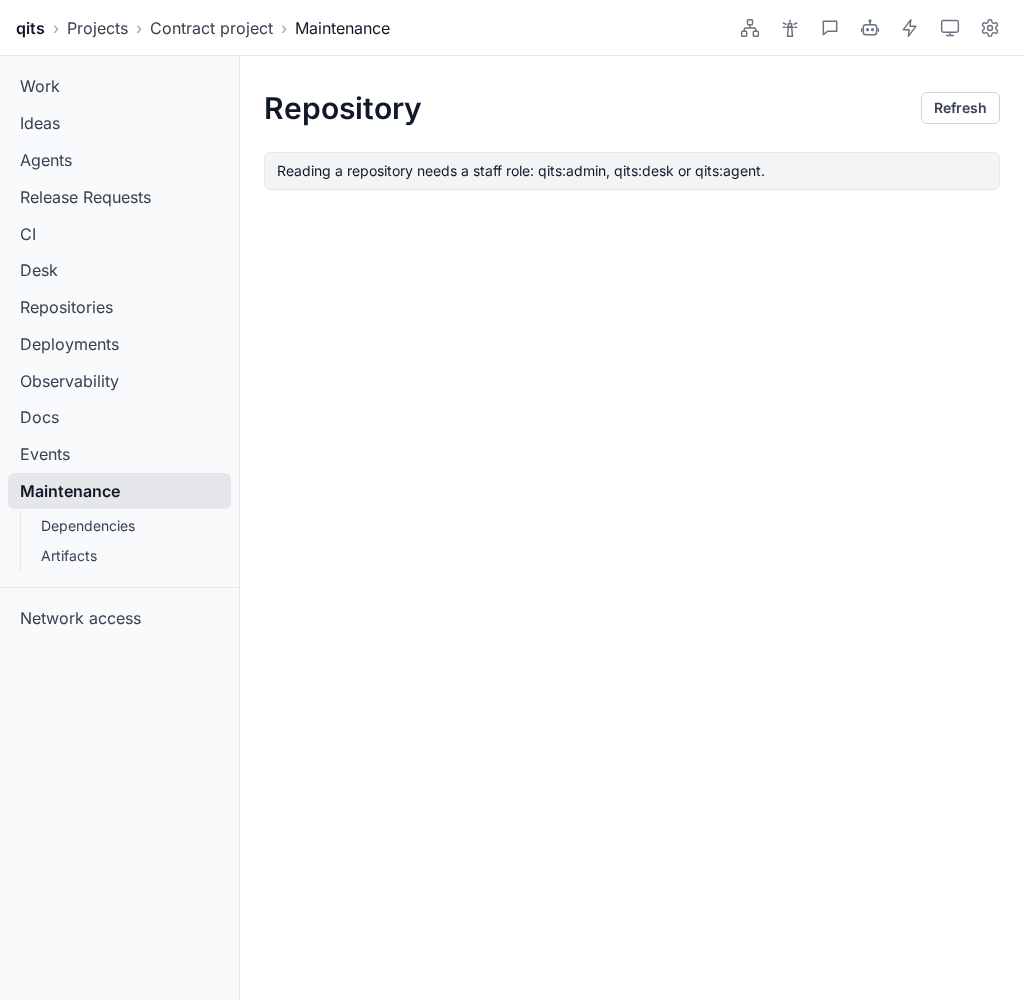 qits › Projects › Contract project › Maintenance
Work
Ideas
Agents
Release Requests
CI
Desk
Repositories
Deployments
Observability
Docs
Events
Maintenance
Dependencies
Artifacts
Network access
Repository
Refresh
Reading a repository needs a staff role: qits:admin, qits:desk or qits:agent.